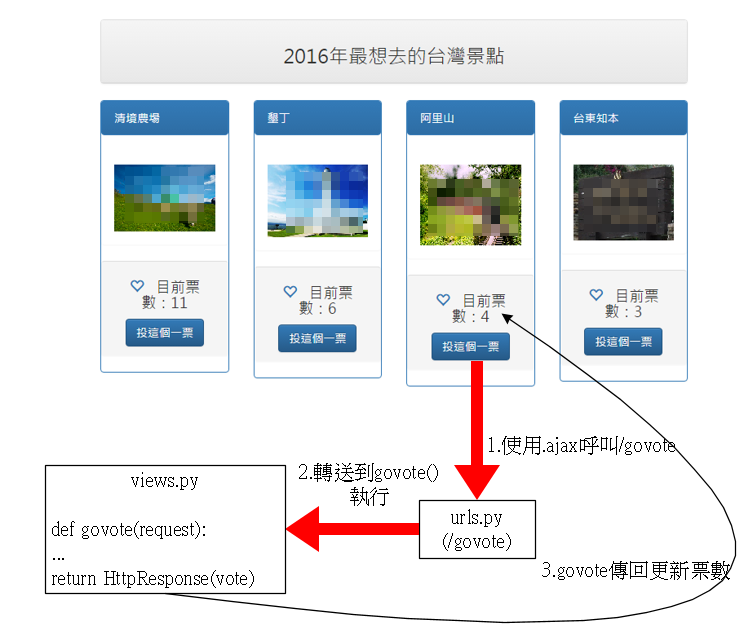 2016年最想去的台灣景點
清境農場
墾丁
阿里山
台東知本
目前票
數：11
投這個一票
目前票
數：6
投這個一票
目前票
數：4
投這個一票
目前票
數：3
投這個一票
1.使用.ajax呼叫/govote
2.轉送到govote()
執行
urls.py
(/govote)
views.py
def govote(request):
...
return HttpResponse(vote)
3.govote傳回更新票數